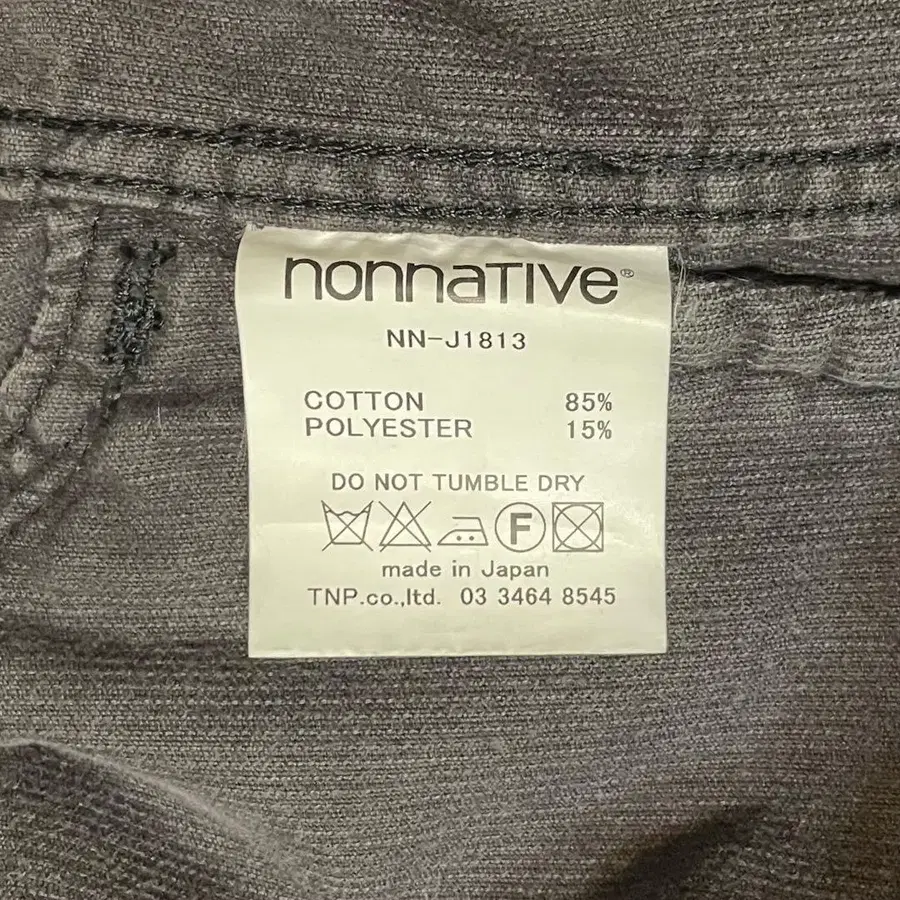 nonnaTIVe®
NN-J1813
COTTON 85%
POLYESTER 15%
DO NOT TUMBLE DRY
F
made in Japan
TNP.co.,ltd. 03 3464 8545